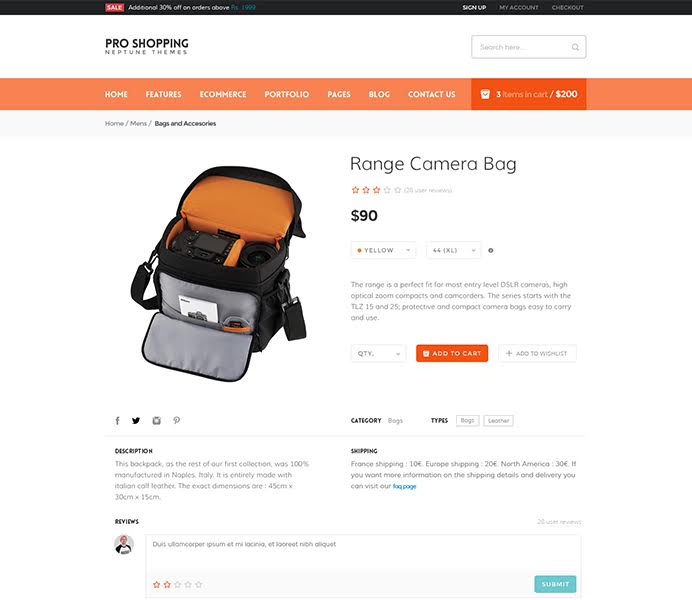 SALE Additional 30% off on orders above Rs. 1999
SIGN UP MY ACCOUNT CHECKOUT
PRO SHOPPING
NEPTUNE THEMES
Search here...
HOME FEATURES ECOMMERCE PORTFOLIO PAGES BLOG CONTACT US
3 items in cart / $200
Home / Mens / Bags and Accesories
Range Camera Bag
(20 user reviews)
$90
YELLOW 44 (XL)
The range is a perfect fit for most entry level DSLR cameras, high
optical zoom compacts and camcorders. The series starts with the
TLZ 15 and 25; protective and compact camera bags easy to carry
and use.
QTY. ADD TO CART ADD TO WISHLIST
CATEGORY Bags TYPES Bags Leather
DESCRIPTION
This backpack, as the rest of our first collection, was 100%
manufactured in Naples, Italy. It is entirely made with
italian calf leather. The exact dimensions are : 45cm x
30cm x 15cm.
SHIPPING
France shipping : 10€. Europe shipping : 20€. North America : 30€. If
you want more information on the shipping details and delivery you
can visit our faq page
REVIEWS
20 user reviews
Duis ullamcorper ipsum et mi lacinia, et laoreet nibh aliquet
SUBMIT